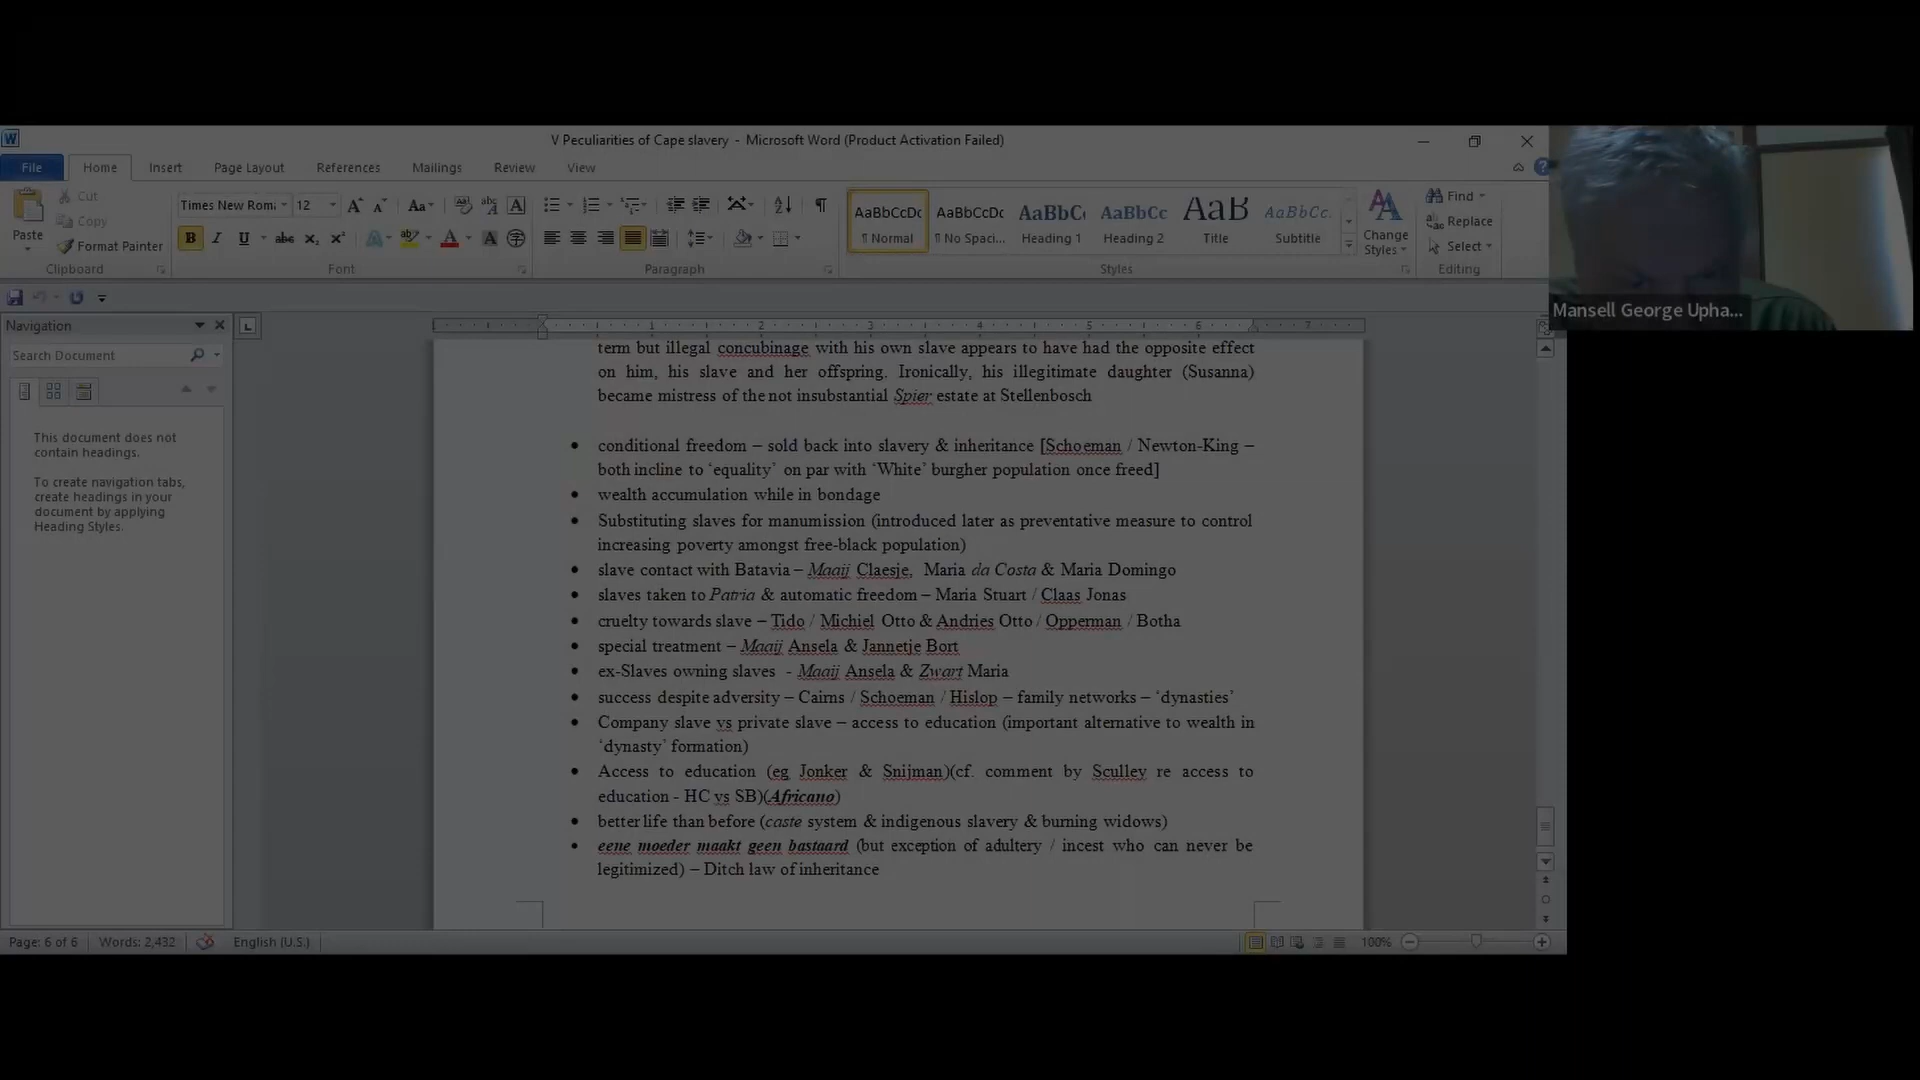 V Peculiarities of Cape slavery - Microsoft Word (Product Activation Failed)
File Home Insert Page Layout References Mailings Review View
Paste
Cut
Copy
Format Painter
Clipboard
Times New Roma 12
Font
Paragraph
AaBbCcDc AaBbCcDc AaBbC AaBbCc AaB AaBbCc.
¶ Normal ¶ No Spaci... Heading 1 Heading 2 Title Subtitle
Change Styles
Styles
Find
Replace
Select
Editing
Mansell George Upha...
Navigation
Search Document
This document does not
contain headings.
To create navigation tabs,
create headings in your
document by applying
Heading Styles.
1 2 3 4 5 6 7
term but illegal concubinage with his own slave appears to have had the opposite effect
on him, his slave and her offspring. Ironically, his illegitimate daughter (Susanna)
became mistress of the not insubstantial Spier estate at Stellenbosch
• conditional freedom – sold back into slavery & inheritance [Schoeman / Newton-King –
both incline to ‘equality’ on par with ‘White’ burgher population once freed]
• wealth accumulation while in bondage
• Substituting slaves for manumission (introduced later as preventative measure to control
increasing poverty amongst free-black population)
• slave contact with Batavia – Maaij Claesje, Maria da Costa & Maria Domingo
• slaves taken to Patria & automatic freedom – Maria Stuart / Claas Jonas
• cruelty towards slave – Tido / Michiel Otto & Andries Otto / Opperman / Botha
• special treatment – Maaij Ansela & Jannetje Bort
• ex-Slaves owning slaves - Maaij Ansela & Zwart Maria
• success despite adversity – Cairns / Schoeman / Hislop – family networks – ‘dynasties’
• Company slave vs private slave – access to education (important alternative to wealth in
‘dynasty’ formation)
• Access to education (eg Jonker & Snijman)(cf. comment by Sculley re access to
education - HC vs SB)(Africano)
• better life than before (caste system & indigenous slavery & burning widows)
• eene moeder maakt geen bastaard (but exception of adultery / incest who can never be
legitimized) – Ditch law of inheritance
Page: 6 of 6 Words: 2,432 English (U.S.) 100%